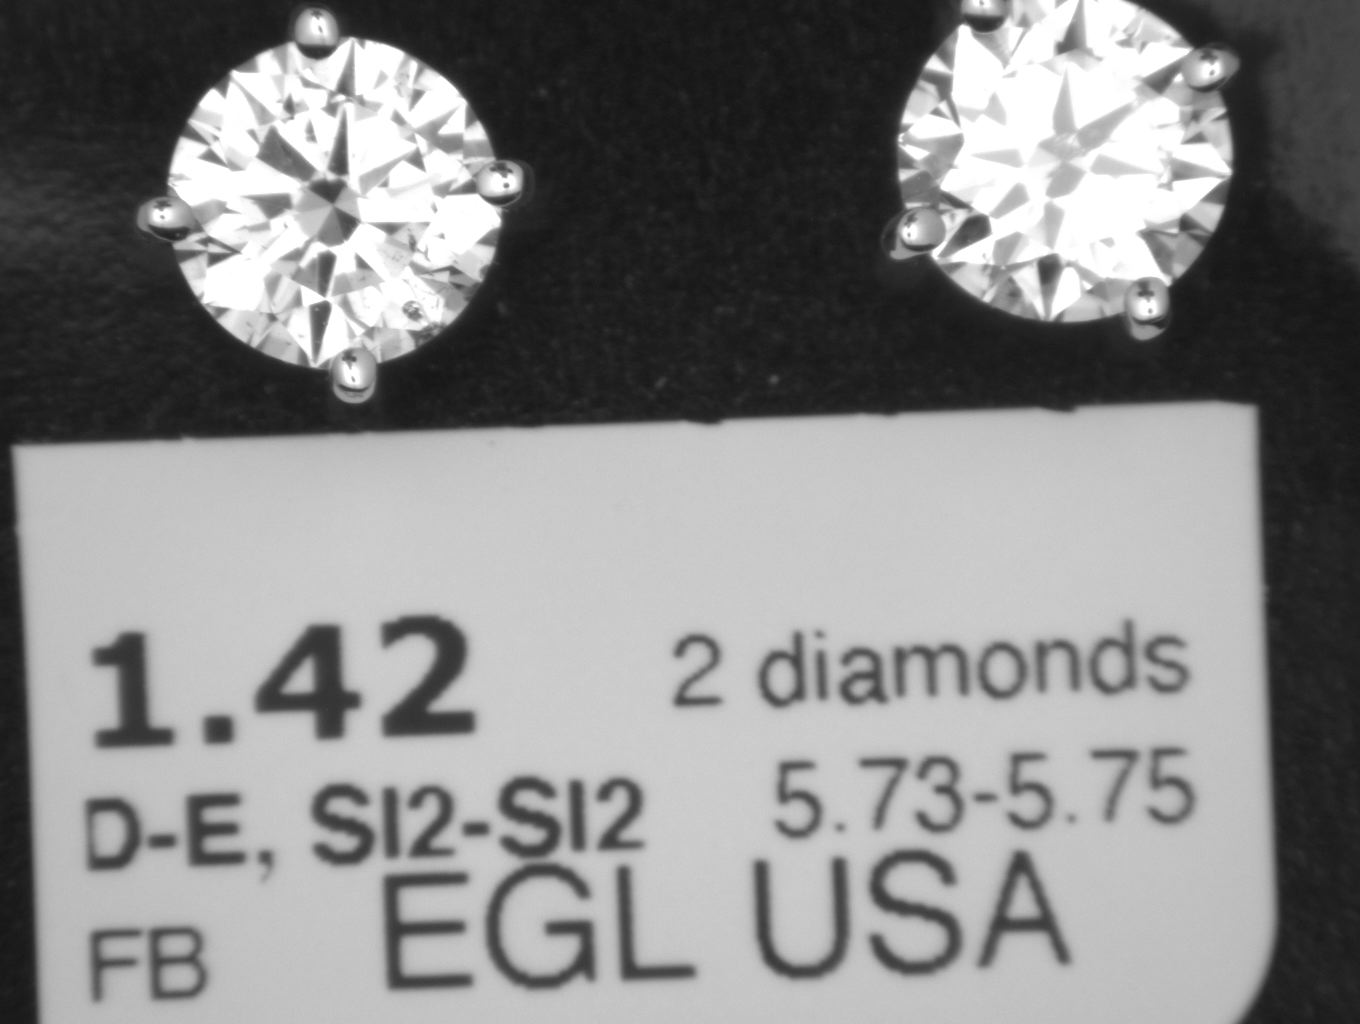 1.42 2 diamonds
D-E, SI2-SI2 5.73-5.75
FB EGL USA